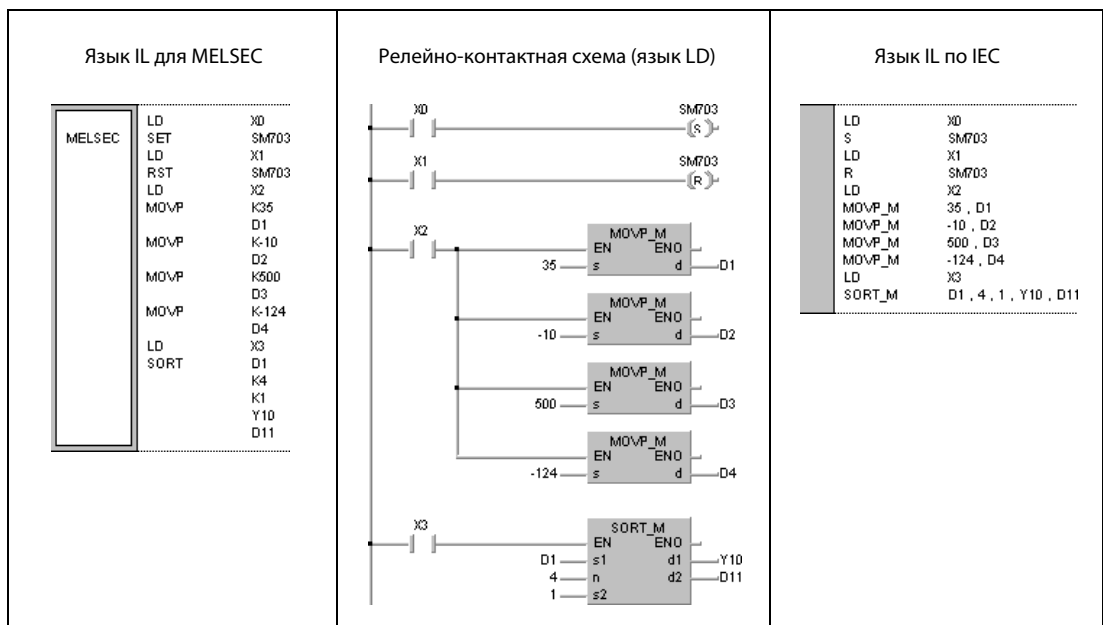 Язык IL для MELSEC
MELSEC
LD X0
SET SM703
LD X1
RST SM703
LD X2
MOVP K35
D1
MOVP K-10
D2
MOVP K500
D3
MOVP K-124
D4
LD X3
SORT D1
K4
K1
Y10
D11
Релейно-контактная схема (язык LD)
X0 SM703
S
X1 SM703
R
X2
MOVP_M
EN ENO
35 s d D1
MOVP_M
EN ENO
-10 s d D2
MOVP_M
EN ENO
500 s d D3
MOVP_M
EN ENO
-124 s d D4
X3
SORT_M
EN ENO
D1 s1 d1 Y10
4 n d2 D11
1 s2
Язык IL по IEC
LD X0
S SM703
LD X1
R SM703
LD X2
MOVP_M 35 , D1
MOVP_M -10 , D2
MOVP_M 500 , D3
MOVP_M -124 , D4
LD X3
SORT_M D1 , 4 , 1 , Y10 , D11